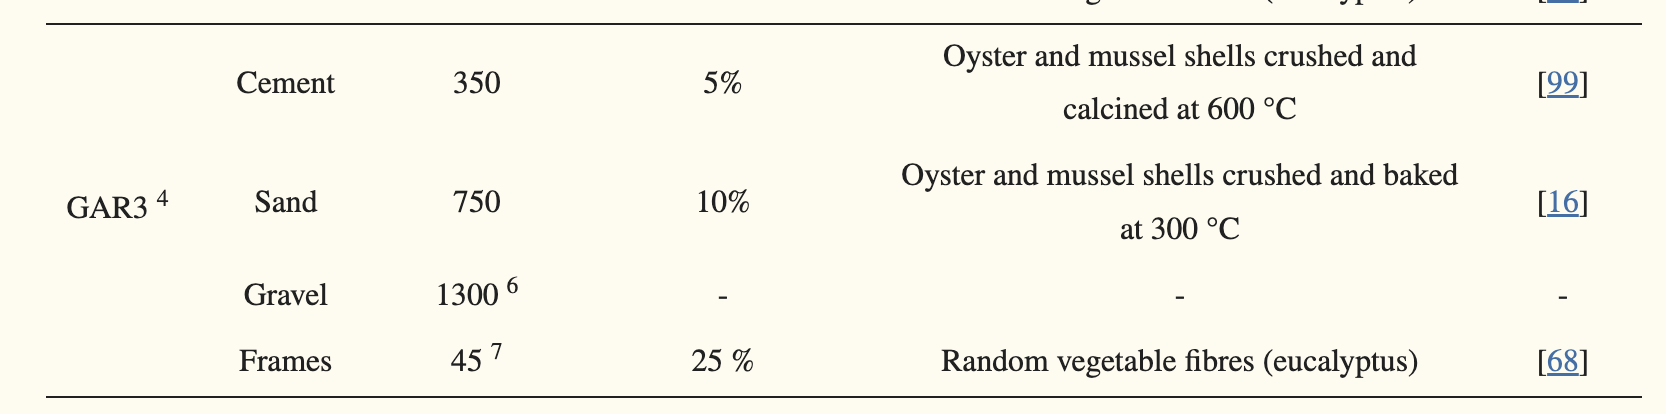 Cement 350 5% Oyster and mussel shells crushed and calcined at 600 °C [99]
GAR3 4 Sand 750 10% Oyster and mussel shells crushed and baked at 300 °C [16]
Gravel 1300 6 - - -
Frames 45 7 25 % Random vegetable fibres (eucalyptus) [68]